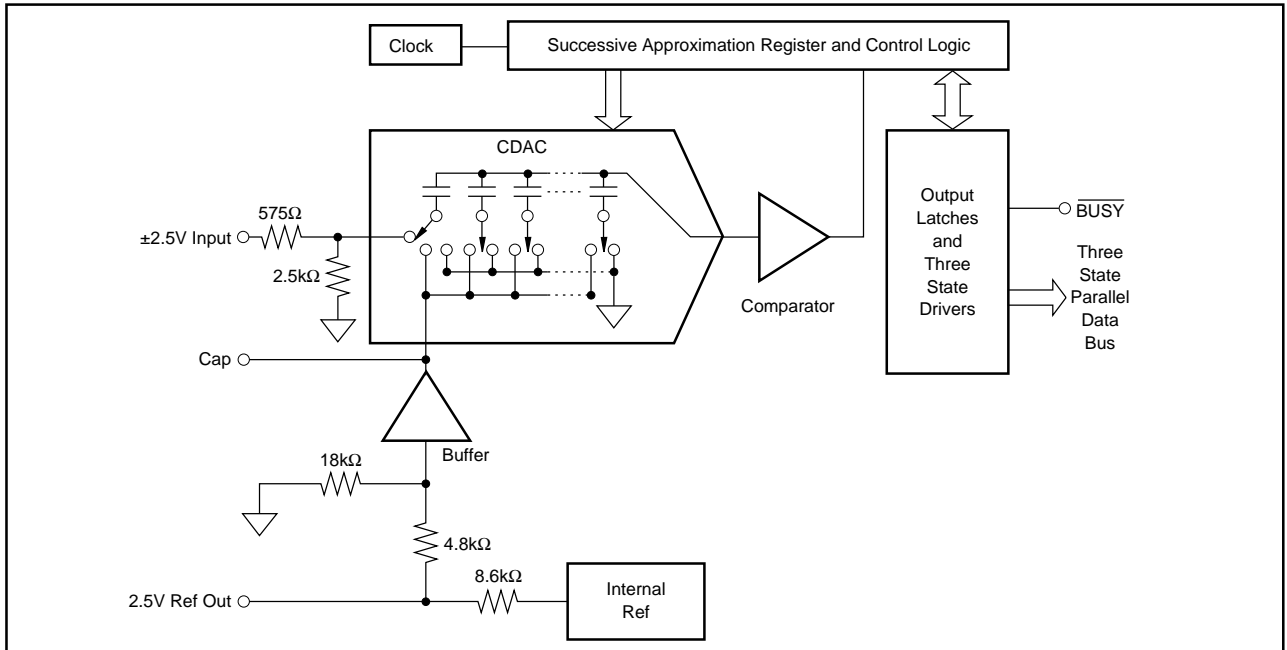 Clock
Successive Approximation Register and Control Logic
CDAC
575Ω
±2.5V Input
2.5kΩ
Comparator
Output
Latches
and
Three
State
Drivers
BUSY
Three
State
Parallel
Data
Bus
Cap
Buffer
18kΩ
4.8kΩ
8.6kΩ
2.5V Ref Out
Internal
Ref